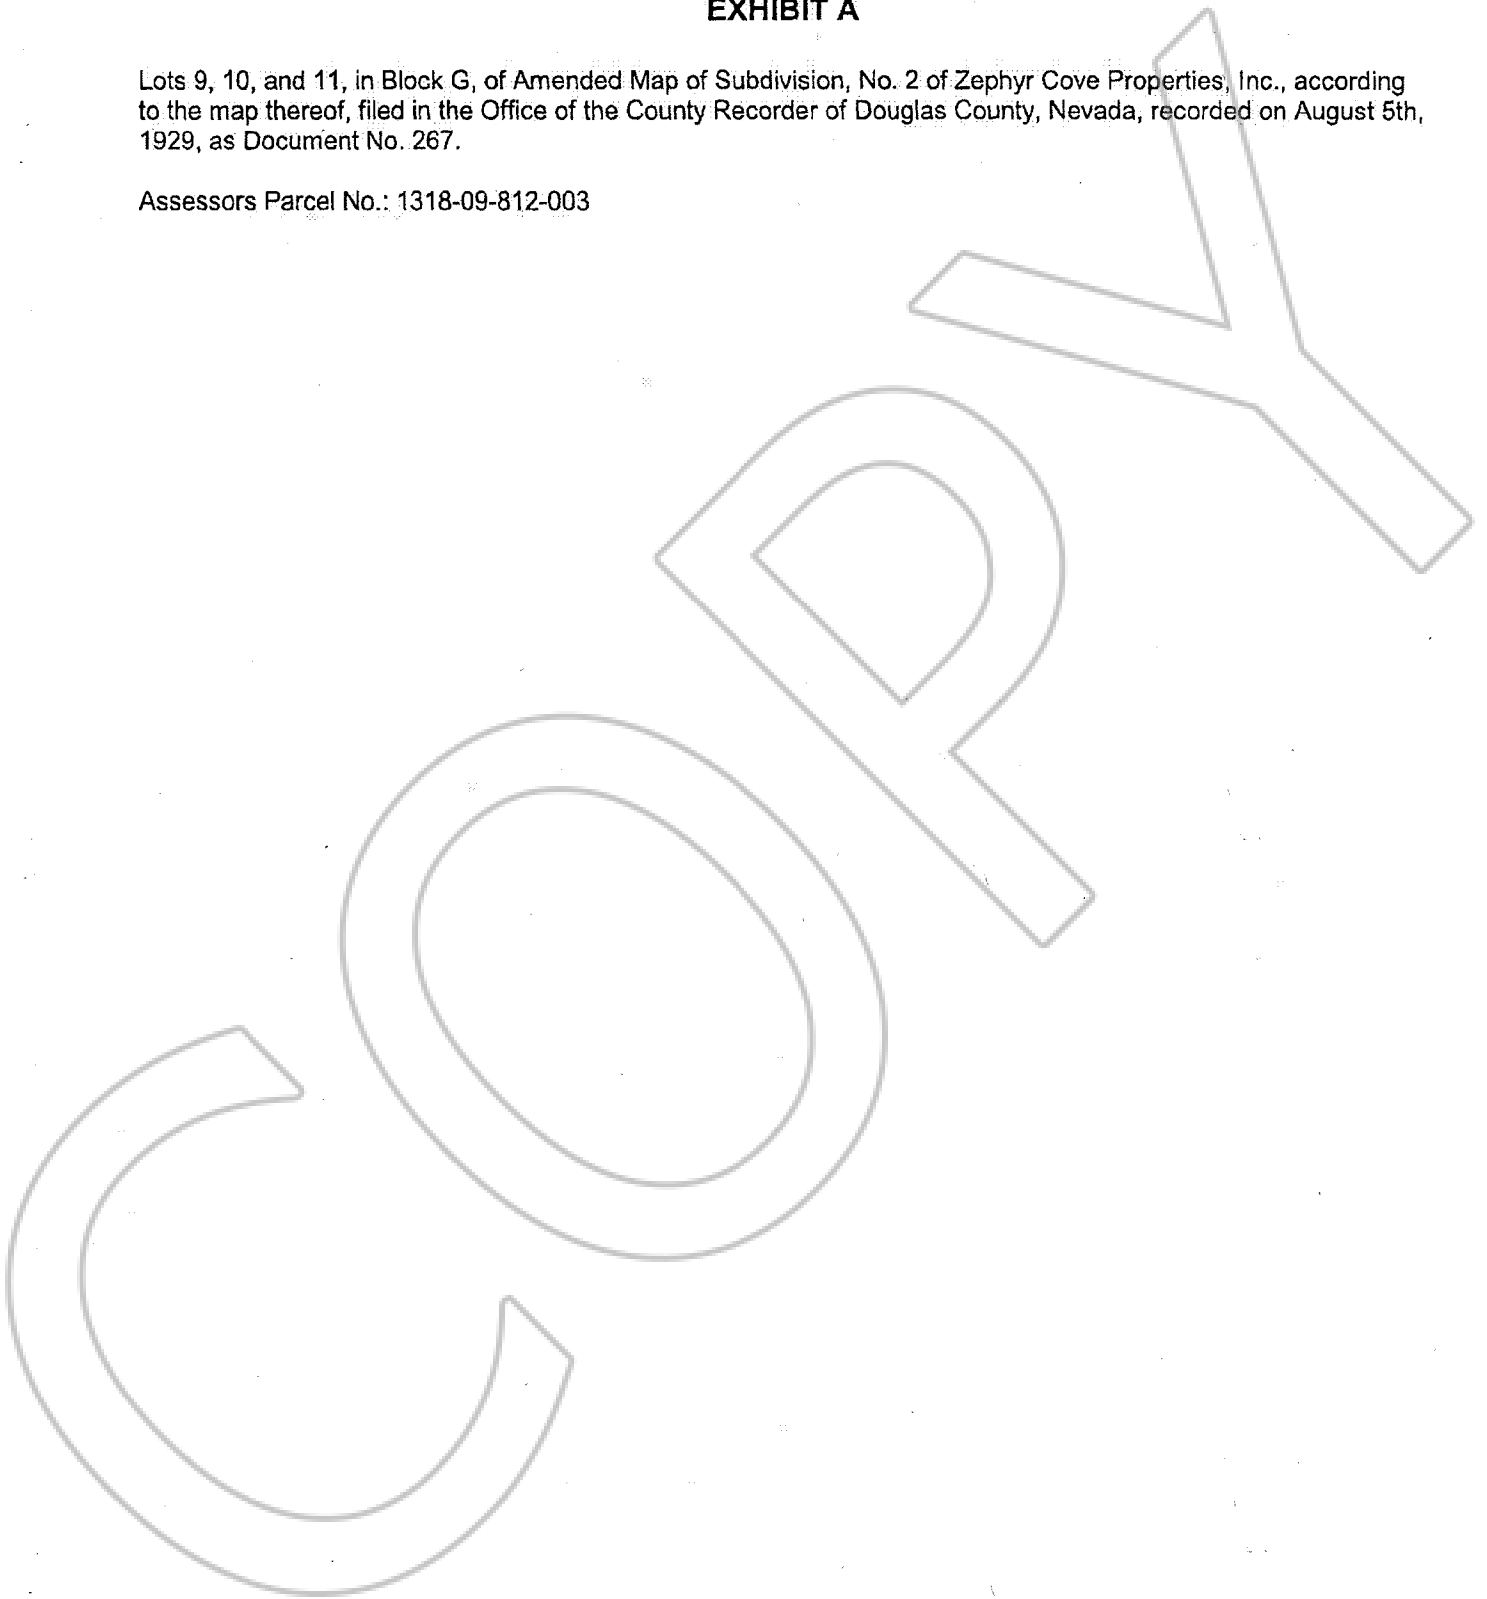 EXHIBIT A
Lots 9, 10, and 11, in Block G, of Amended Map of Subdivision, No. 2 of Zephyr Cove Properties, Inc., according
to the map thereof, filed in the Office of the County Recorder of Douglas County, Nevada, recorded on August 5th,
1929, as Document No. 267.
Assessors Parcel No.: 1318-09-812-003
COPY